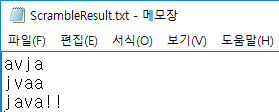 ScrambleResult.txt - 메모장
파일(F) 편집(E) 서식(O) 보기(V) 도움말(H)
avja
jvaa
java!!